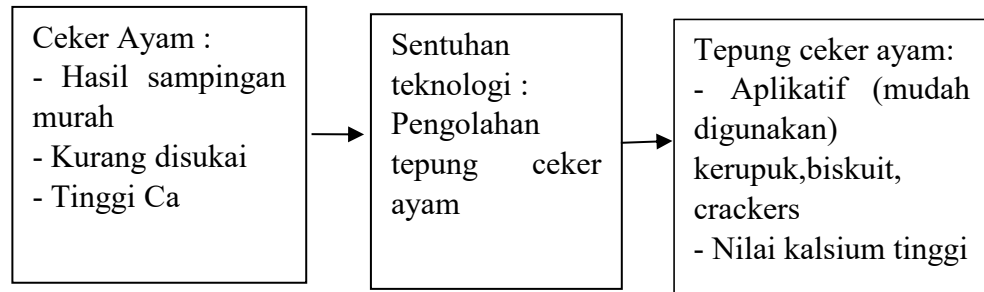 Ceker Ayam :
- Hasil sampingan
murah
- Kurang disukai
- Tinggi Ca
Sentuhan
teknologi :
Pengolahan
tepung ceker
ayam
Tepung ceker ayam:
- Aplikatif (mudah
digunakan)
kerupuk,biskuit,
crackers
- Nilai kalsium tinggi